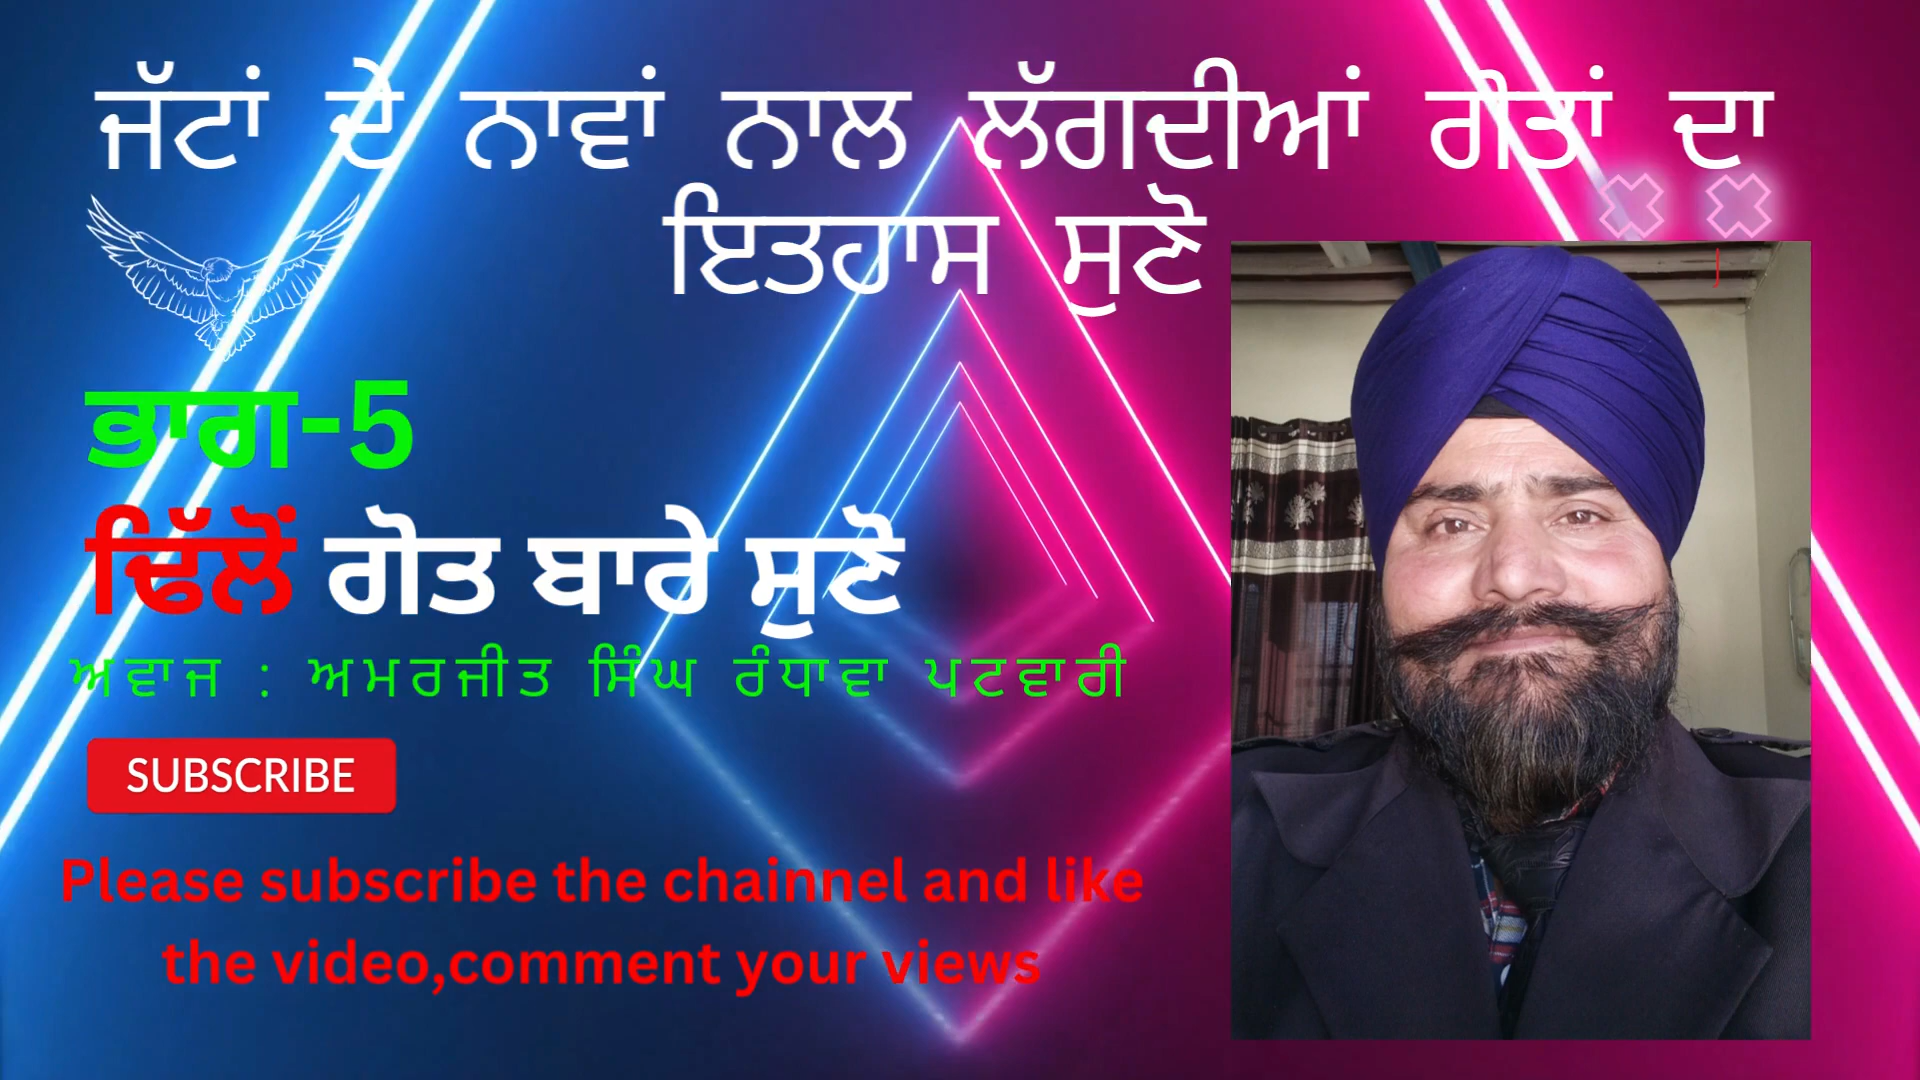 ਜੱਟਾਂ ਦੇ ਨਾਵਾਂ ਨਾਲ ਲੱਗਦੀਆਂ ਗੋਤਾਂ ਦਾ
ਇਤਹਾਸ ਸੁਣੋ
ਭਾਗ-5
ਢਿੱਲੋਂ ਗੋਤ ਬਾਰੇ ਸੁਣੋ
ਅਵਾਜ : ਅਮਰਜੀਤ ਸਿੰਘ ਰੰਧਾਵਾ ਪਟਵਾਰੀ
SUBSCRIBE
Please subscribe the chainnel and like
the video,comment your views